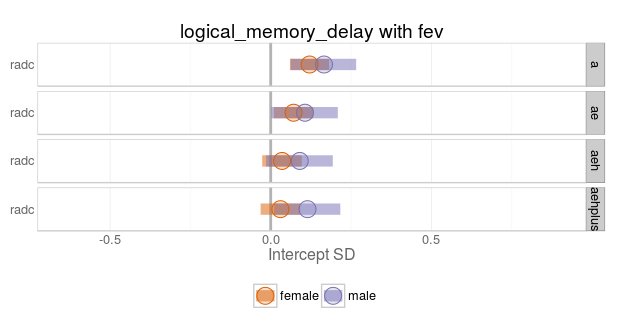 logical_memory_delay with fev
radc
a
radc
ae
radc
aeh
radc
aehplus
-0.5 0.0 0.5
Intercept SD
female male